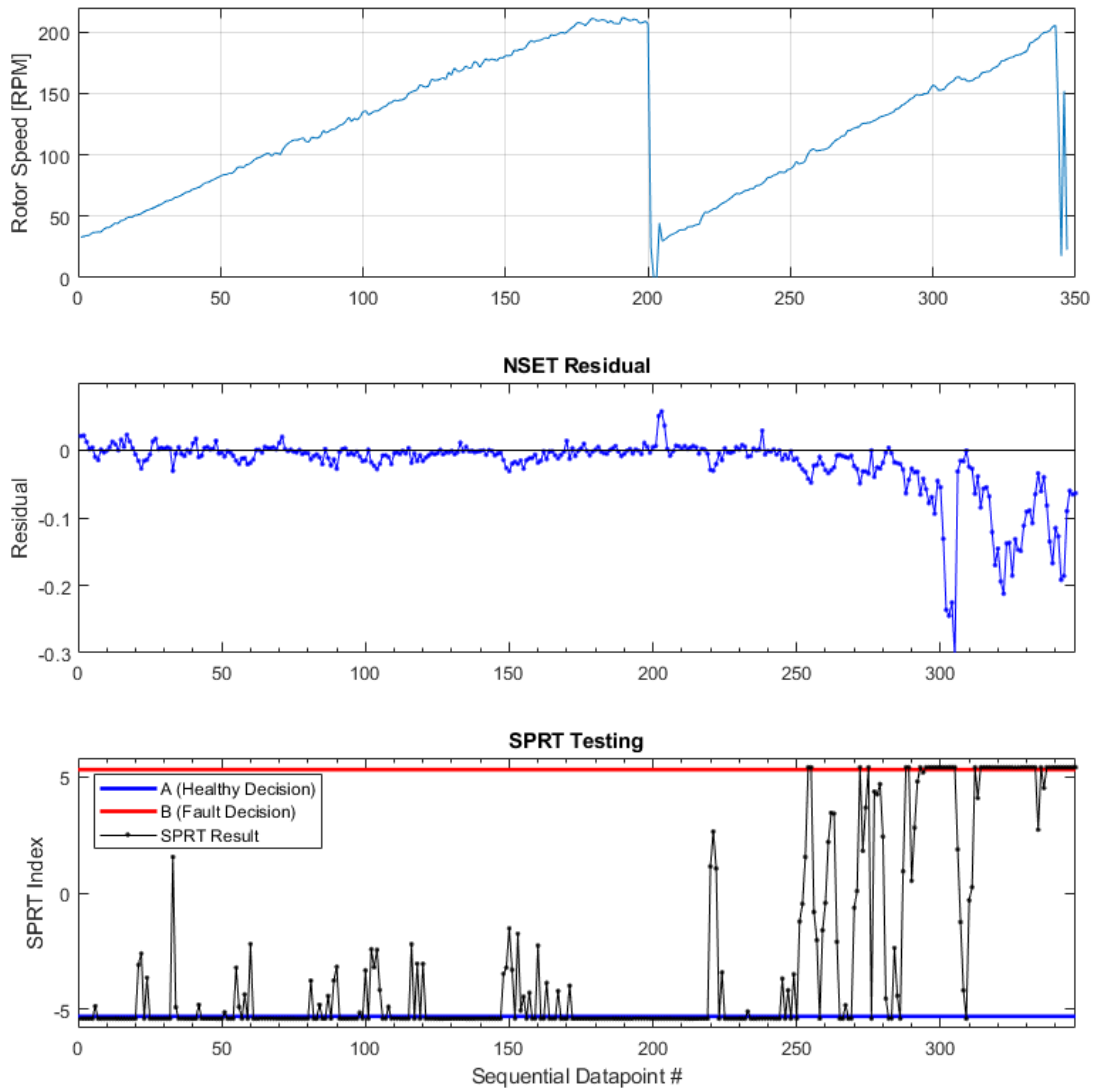 Rotor Speed [RPM]
200
150
100
50
0
0 50 100 150 200 250 300 350
NSET Residual
Residual
0
-0.1
-0.2
-0.3
0 50 100 150 200 250 300
SPRT Testing
SPRT Index
5
0
-5
A (Healthy Decision)
B (Fault Decision)
SPRT Result
0 50 100 150 200 250 300
Sequential Datapoint #